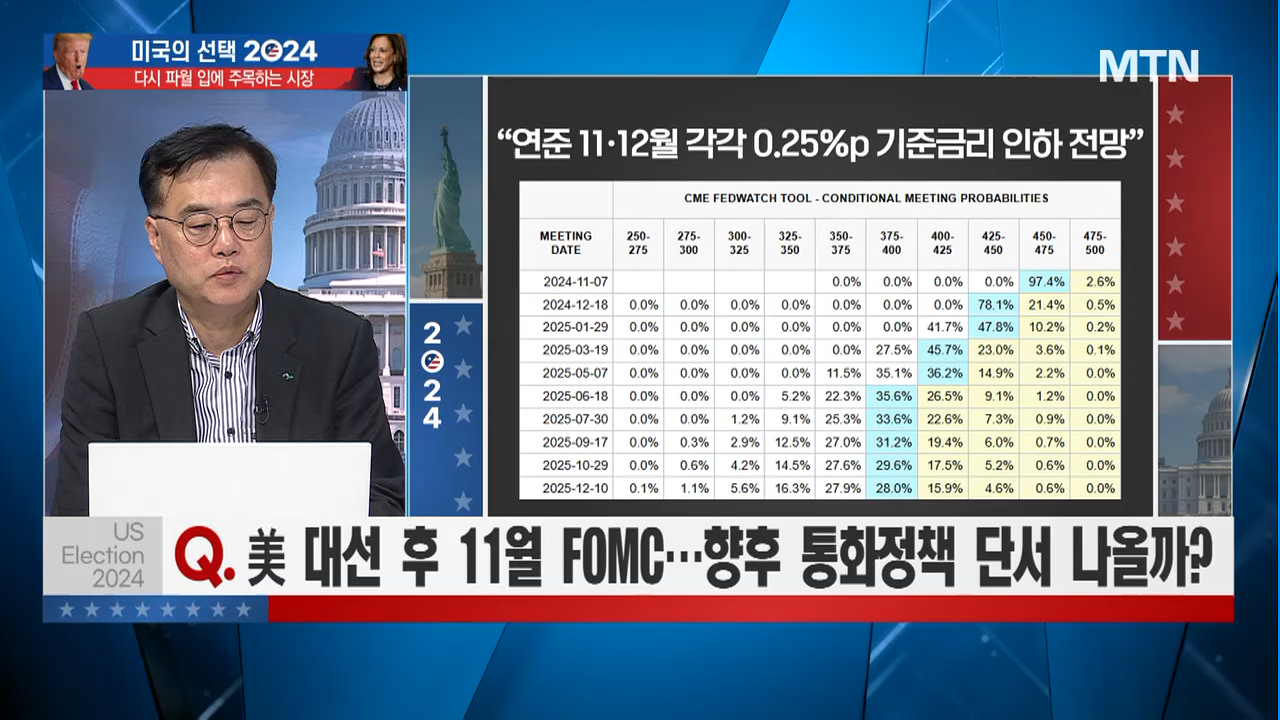 미국의 선택 2024
다시 파월 입에 주목하는 시장
MTN
“연준 11·12월 각각 0.25%p 기준금리 인하 전망”
CME FEDWATCH TOOL - CONDITIONAL MEETING PROBABILITIES
MEETING DATE 250-275 275-300 300-325 325-350 350-375 375-400 400-425 425-450 450-475 475-500
2024-11-07 0.0% 0.0% 0.0% 0.0% 97.4% 2.6%
2024-12-18 0.0% 0.0% 0.0% 0.0% 0.0% 0.0% 0.0% 78.1% 21.4% 0.5%
2025-01-29 0.0% 0.0% 0.0% 0.0% 0.0% 0.0% 41.7% 47.8% 10.2% 0.2%
2025-03-19 0.0% 0.0% 0.0% 0.0% 0.0% 27.5% 45.7% 23.0% 3.6% 0.1%
2025-05-07 0.0% 0.0% 0.0% 0.0% 11.5% 35.1% 36.2% 14.9% 2.2% 0.0%
2025-06-18 0.0% 0.0% 0.0% 5.2% 22.3% 35.6% 26.5% 9.1% 1.2% 0.0%
2025-07-30 0.0% 0.0% 1.2% 9.1% 25.3% 33.6% 22.6% 7.3% 0.9% 0.0%
2025-09-17 0.0% 0.3% 2.9% 12.5% 27.0% 31.2% 19.4% 6.0% 0.7% 0.0%
2025-10-29 0.0% 0.6% 4.2% 14.5% 27.6% 29.6% 17.5% 5.2% 0.6% 0.0%
2025-12-10 0.1% 1.1% 5.6% 16.3% 27.9% 28.0% 15.9% 4.6% 0.6% 0.0%
2024
US
Election
2024
Q. 美 대선 후 11월 FOMC…향후 통화정책 단서 나올까?